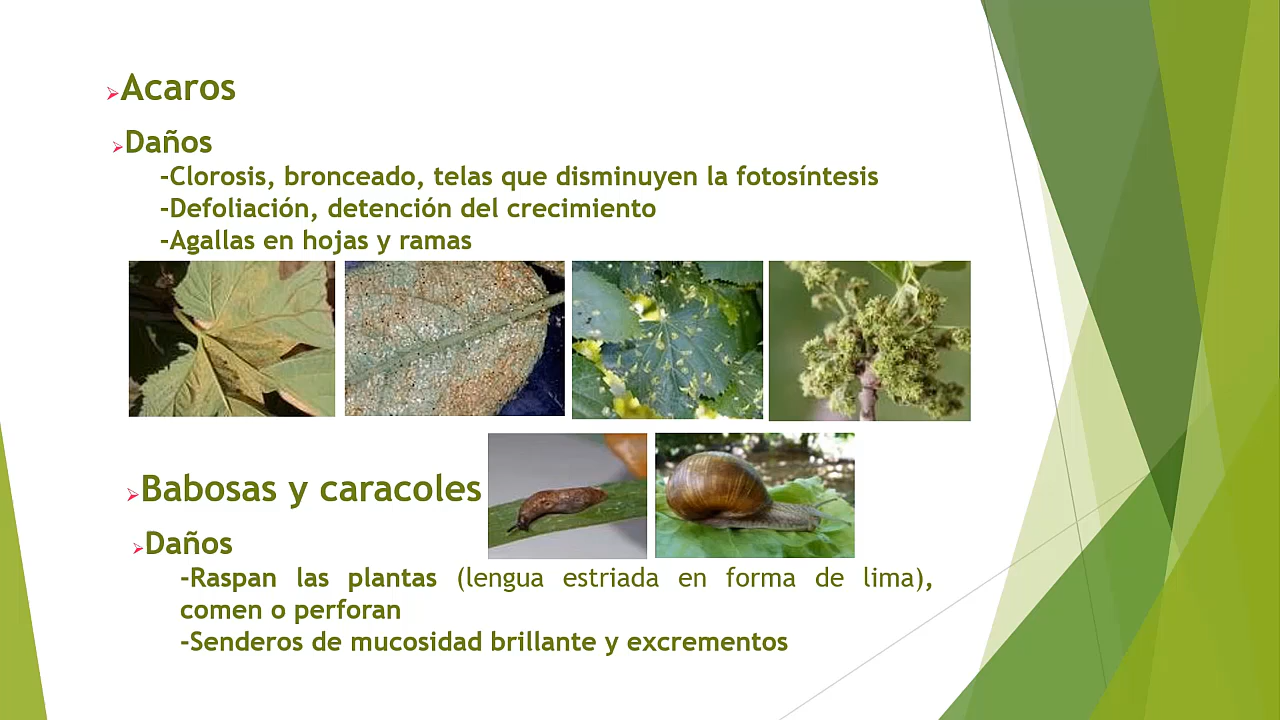 Acaros
Daños
-Clorosis, bronceado, telas que disminuyen la fotosíntesis
-Defoliación, detención del crecimiento
-Agallas en hojas y ramas
Babosas y caracoles
Daños
-Raspan las plantas (lengua estriada en forma de lima),
comen o perforan
-Senderos de mucosidad brillante y excrementos